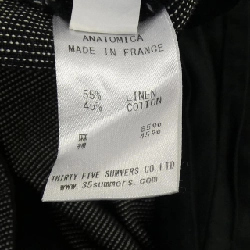 ANATOMICA
MADE IN FRANCE
55% LINEN
45% COTTON
THIRTY FIVE SUMMERS CO.LTD
www.35summers.com